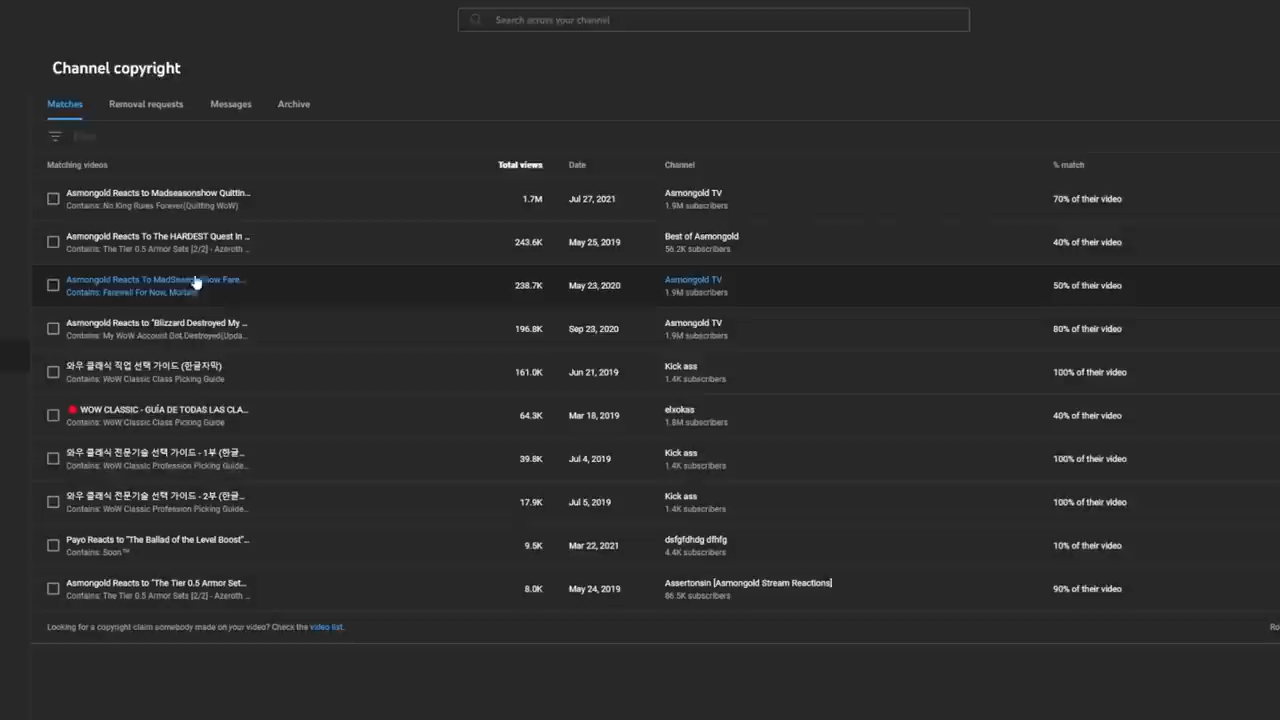 Search across your channel
Channel copyright
Matches Removal requests Messages Archive
Filter
Matching videos Total views Date Channel % match
Asmongold Reacts to Madseasonshow Quittin... 1.7M Jul 27, 2021 Asmongold TV 70% of their video
Contains: No King Rules Forever(Quitting WoW) 1.9M subscribers
Asmongold Reacts To The HARDEST Quest In ... 243.6K May 25, 2019 Best of Asmongold 40% of their video
Contains: The Tier 0.5 Armor Sets [2/2] - Azeroth ... 56.2K subscribers
Asmongold Reacts To MadSeasonshow Fare... 238.7K May 23, 2020 Asmongold TV 50% of their video
Contains: Farewell For Now, Mortals 1.9M subscribers
Asmongold Reacts to "Blizzard Destroyed My ... 196.8K Sep 23, 2020 Asmongold TV 80% of their video
Contains: My WoW Account Got Destroyed(Upda... 1.9M subscribers
와우 클래식 직업 선택 가이드 (한글자막) 161.0K Jun 21, 2019 Kick ass 100% of their video
Contains: WoW Classic Class Picking Guide 1.4K subscribers
WOW CLASSIC - GUÍA DE TODAS LAS CLA... 64.3K Mar 18, 2019 elxokas 40% of their video
Contains: WoW Classic Class Picking Guide 1.8M subscribers
와우 클래식 전문기술 선택 가이드 - 1부 (한글... 39.8K Jul 4, 2019 Kick ass 100% of their video
Contains: WoW Classic Profession Picking Guide... 1.4K subscribers
와우 클래식 전문기술 선택 가이드 - 2부 (한글... 17.9K Jul 5, 2019 Kick ass 100% of their video
Contains: WoW Classic Profession Picking Guide... 1.4K subscribers
Payo Reacts to "The Ballad of the Level Boost"... 9.5K Mar 22, 2021 dsfgfdhdg dfhfg 10% of their video
Contains: Soon™ 4.4K subscribers
Asmongold Reacts to "The Tier 0.5 Armor Set... 8.0K May 24, 2019 Assertonsin [Asmongold Stream Reactions] 90% of their video
Contains: The Tier 0.5 Armor Sets [2/2] - Azeroth ... 86.5K subscribers
Looking for a copyright claim somebody made on your video? Check the video list. Ro